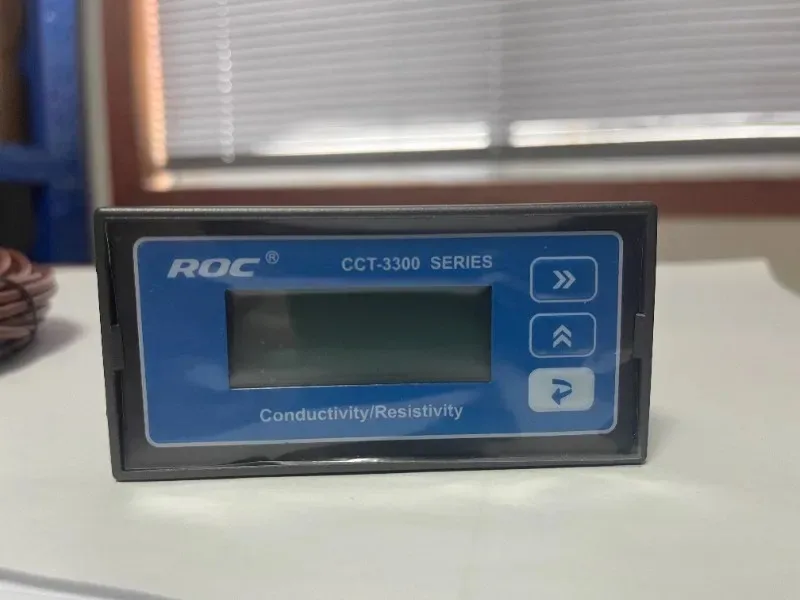 ROC ® CCT-3300 SERIES
Conductivity/Resistivity